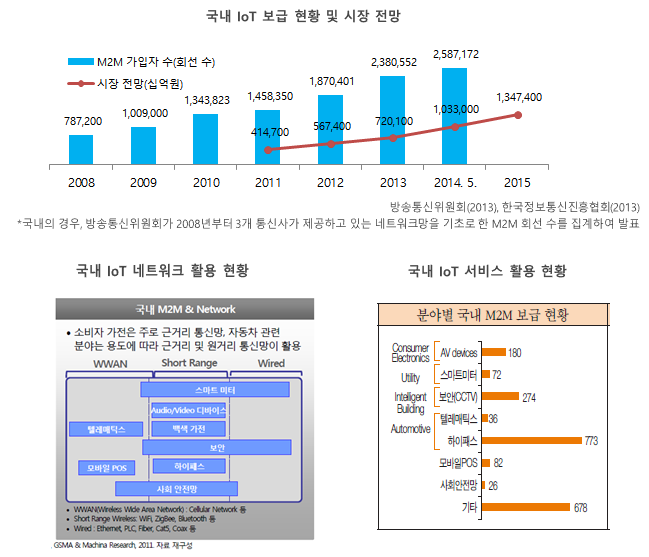 국내 IoT 보급 현황 및 시장 전망
M2M 가입자 수(회선 수)
시장 전망(십억원)
787,200
1,009,000
1,343,823
1,458,350
1,870,401
2,380,552
2,587,172
414,700
567,400
720,100
1,033,000
1,347,400
2008 2009 2010 2011 2012 2013 2014. 5. 2015
방송통신위원회(2013), 한국정보통신진흥협회(2013)
*국내의 경우, 방송통신위원회가 2008년부터 3개 통신사가 제공하고 있는 네트워크망을 기초로 한 M2M 회선 수를 집계하여 발표
국내 IoT 네트워크 활용 현황
국내 M2M & Network
• 소비자 가전은 주로 근거리 통신망, 자동차 관련
분야는 용도에 따라 근거리 및 원거리 통신망이 활용
WWAN Short Range Wired
스마트 미터
Audio/Video 디바이스
텔레매틱스 백색 가전
보안
모바일 POS 하이패스
사회 안전망
• WWAN(Wireless Wide Area Network) : Cellular Network 등
• Short Range Wireless: WiFi, ZigBee, Bluetooth 등
• Wired : Ethernet, PLC, Fiber, Cat5, Coax 등
. GSMA & Machina Research, 2011. 자료 재구성
국내 IoT 서비스 활용 현황
분야별 국내 M2M 보급 현황
Consumer
Electronics
AV devices 180
Utility 스마트미터 72
Intelligent
Building
보안(CCTV) 274
Automotive
텔레매틱스 36
하이패스 773
모바일POS 82
사회안전망 26
기타 678